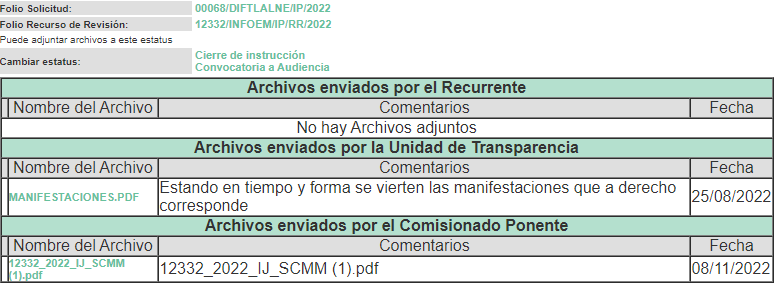 Folio Solicitud: 00068/DIFTLALNE/IP/2022
Folio Recurso de Revisión: 12332/INFOEM/IP/RR/2022
Puede adjuntar archivos a este estatus
Cambiar estatus: Cierre de instrucción
Convocatoria a Audiencia
Archivos enviados por el Recurrente
Nombre del Archivo Comentarios Fecha
No hay Archivos adjuntos
Archivos enviados por la Unidad de Transparencia
Nombre del Archivo Comentarios Fecha
MANIFESTACIONES.PDF Estando en tiempo y forma se vierten las manifestaciones que a derecho corresponde 25/08/2022
Archivos enviados por el Comisionado Ponente
Nombre del Archivo Comentarios Fecha
12332_2022_IJ_SCMM (1).pdf 12332_2022_IJ_SCMM (1).pdf 08/11/2022